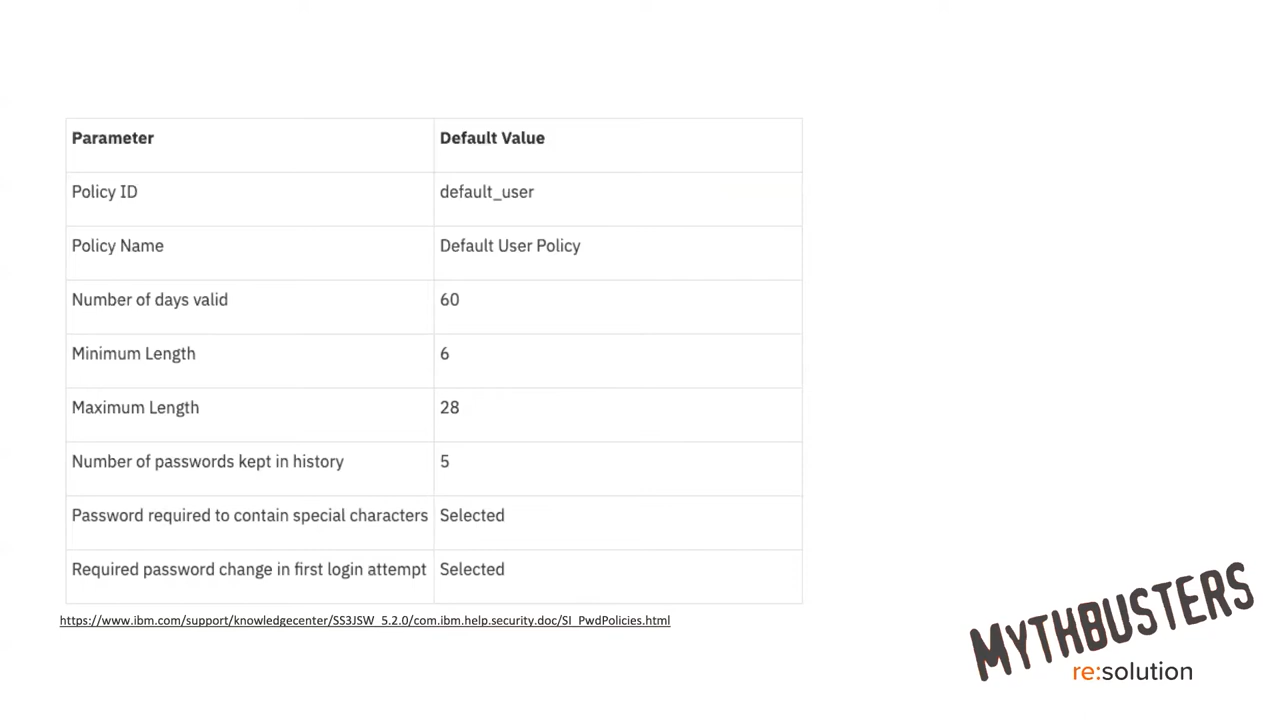 Parameter Default Value
Policy ID default_user
Policy Name Default User Policy
Number of days valid 60
Minimum Length 6
Maximum Length 28
Number of passwords kept in history 5
Password required to contain special characters Selected
Required password change in first login attempt Selected
https://www.ibm.com/support/knowledgecenter/SS3JSW_5.2.0/com.ibm.help.security.doc/SI_PwdPolicies.html
MYTHBUSTERS
re:solution